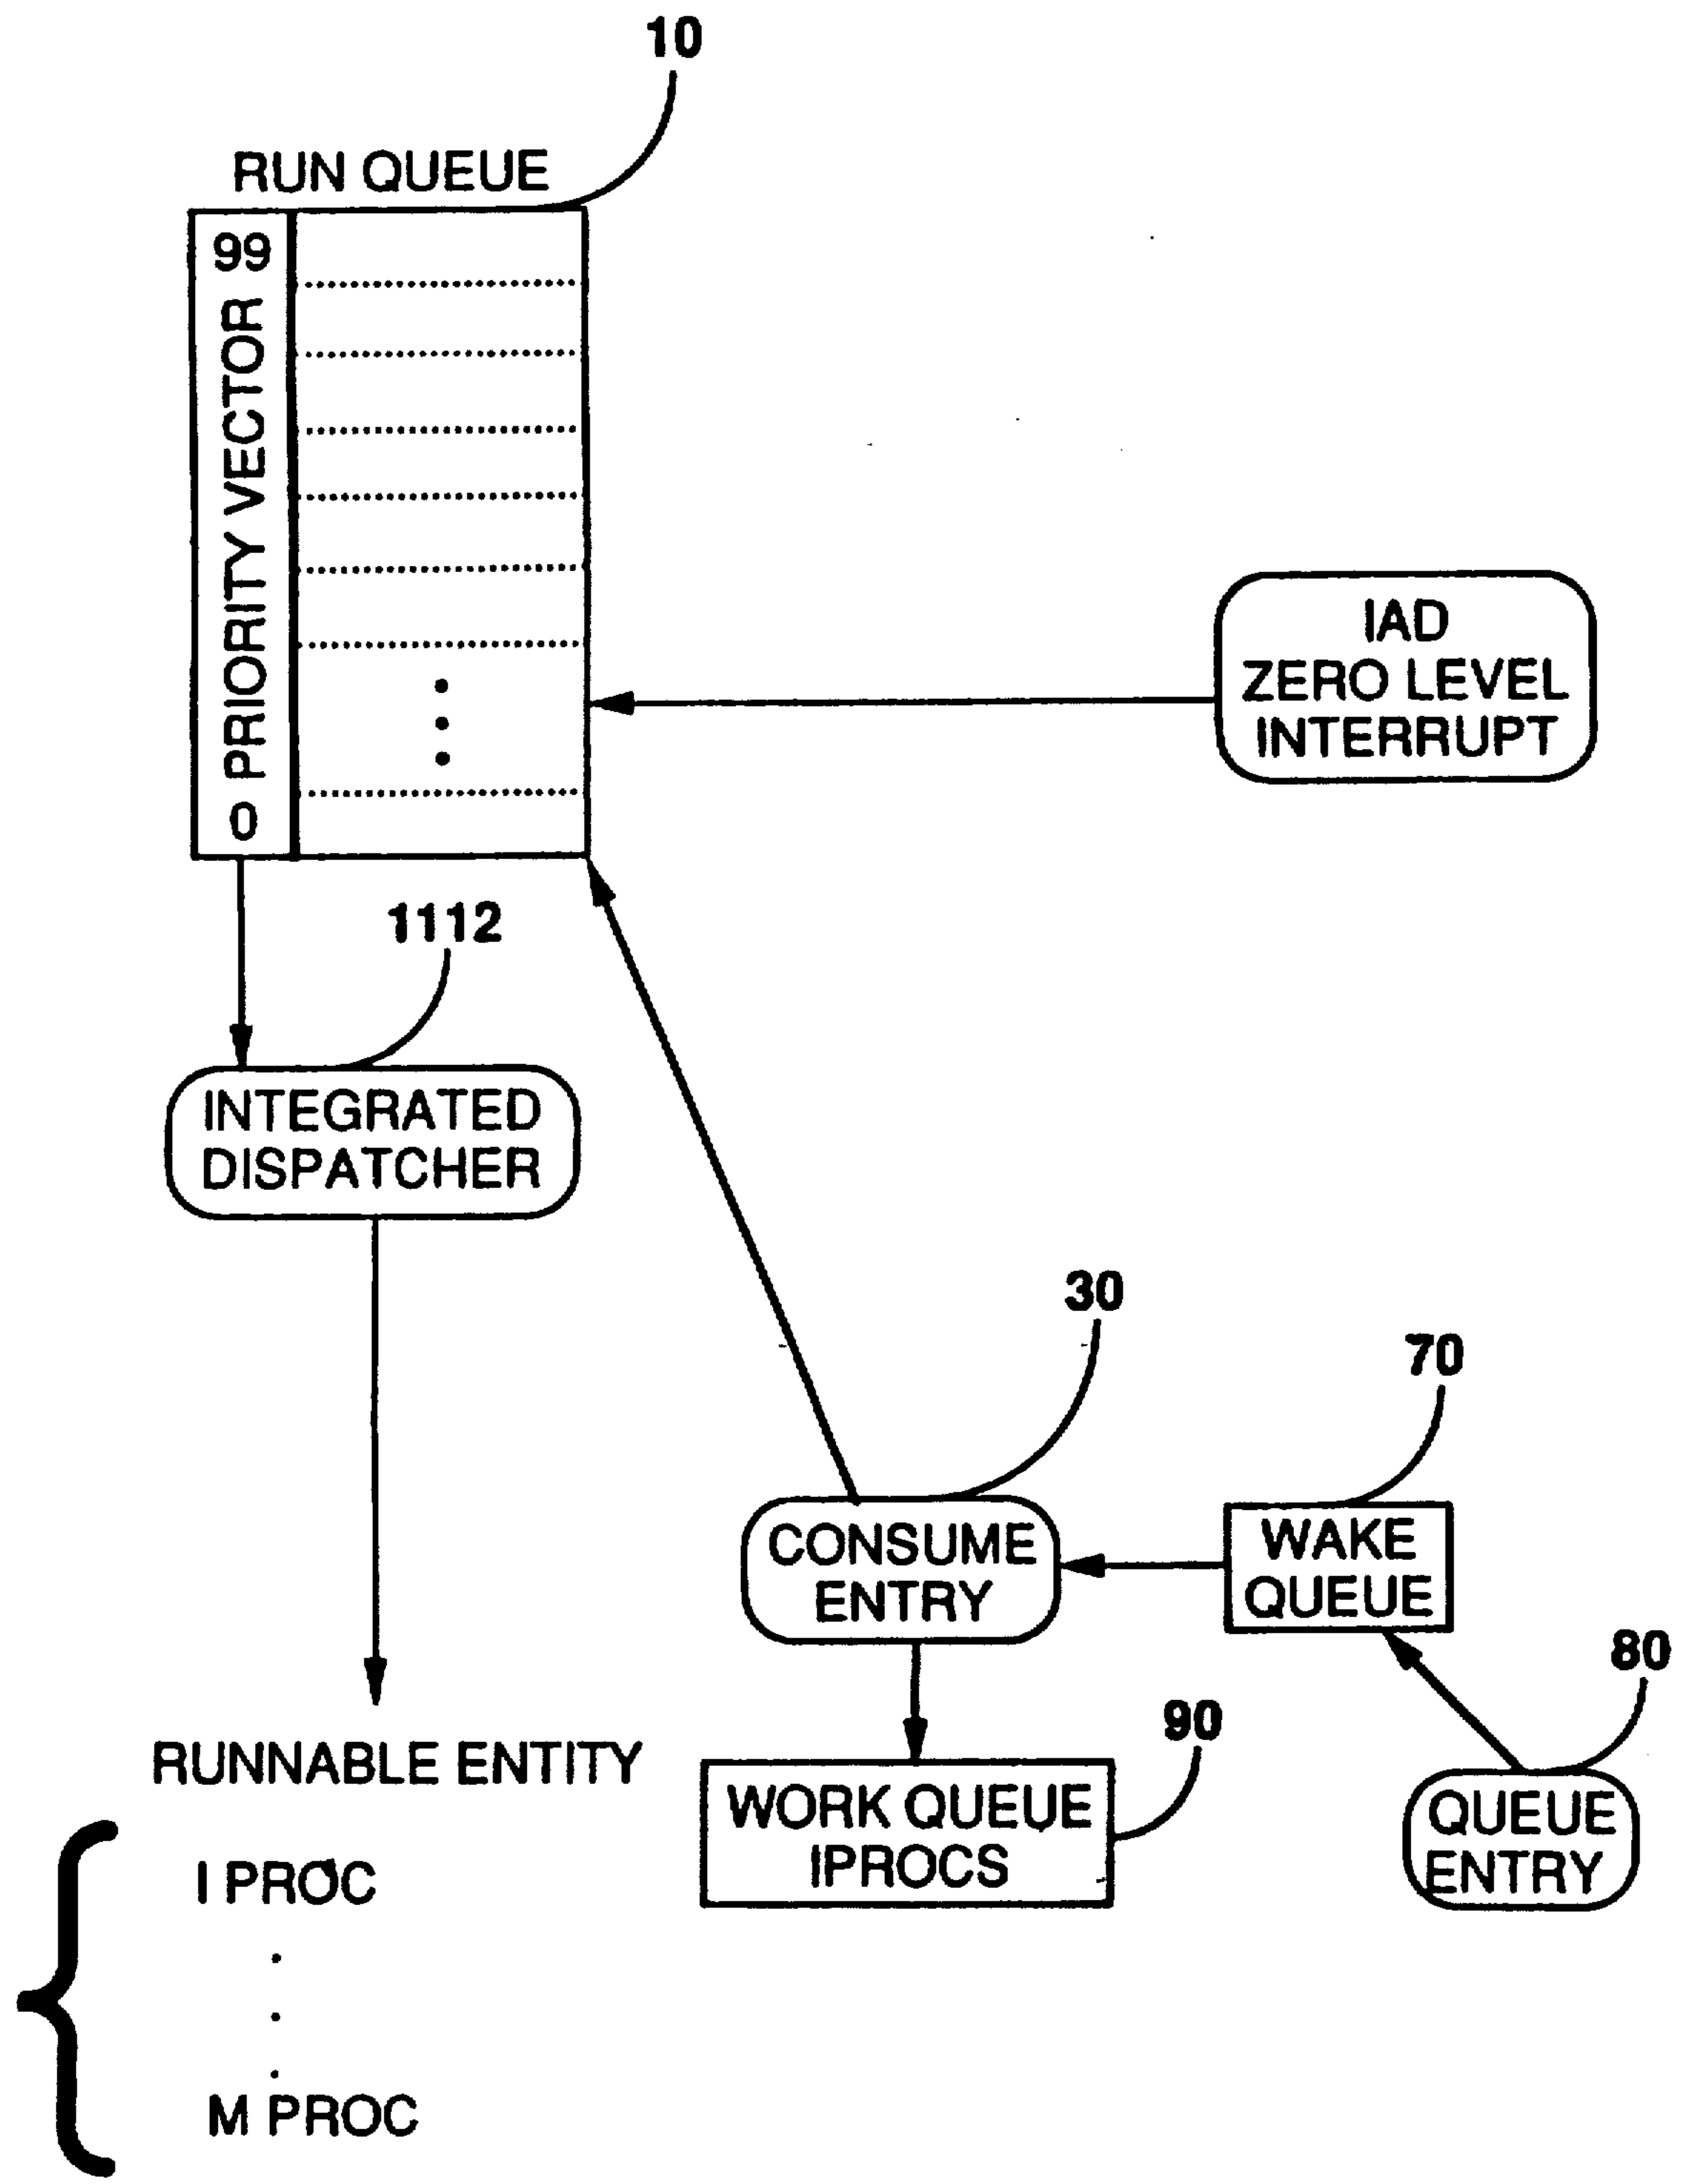 10
RUN QUEUE
99
PRIORITY VECTOR
0
IAD
ZERO LEVEL
INTERRUPT
1112
INTEGRATED
DISPATCHER
30
70
CONSUME
ENTRY
WAKE
QUEUE
80
90
RUNNABLE ENTITY
WORK QUEUE
IPROCS
QUEUE
ENTRY
I PROC
M PROC